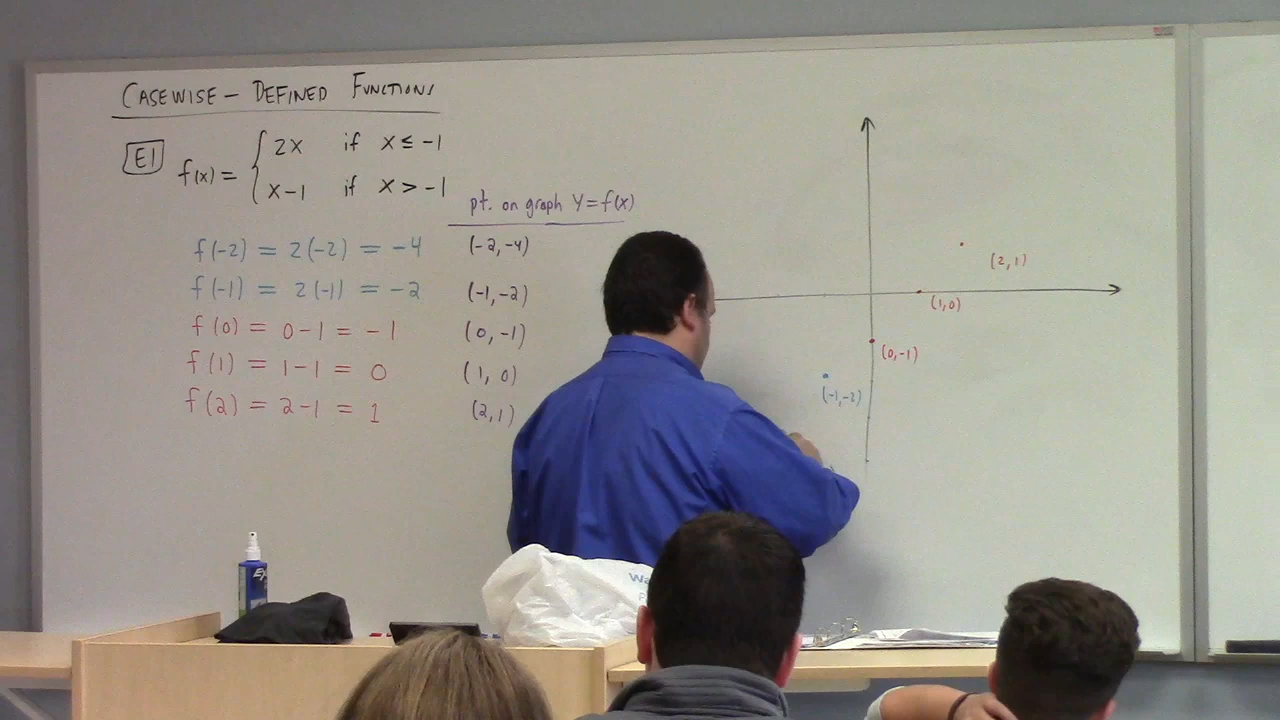 CASEWISE - DEFINED FUNCTIONS
E1 f(x) = { 2x if x ≤ -1
x-1 if x > -1
pt. on graph Y=f(x)
f(-2) = 2(-2) = -4 (-2,-4)
f(-1) = 2(-1) = -2 (-1,-2)
f(0) = 0-1 = -1 (0,-1)
f(1) = 1-1 = 0 (1, 0)
f(2) = 2-1 = 1 (2,1)
(2,1)
(1,0)
(0,-1)
(-1,-2)